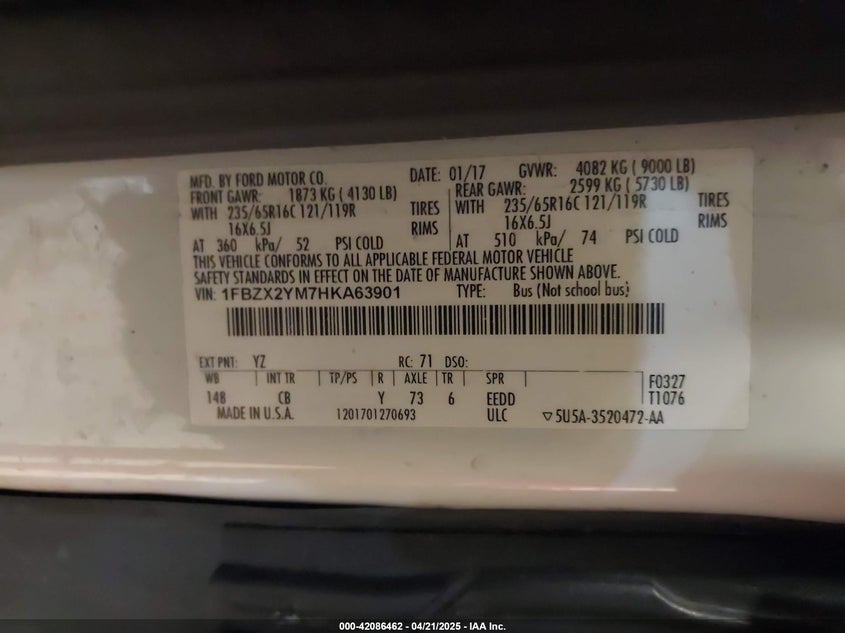 MFD. BY FORD MOTOR CO. DATE: 01/17 GVWR: 4082 KG ( 9000 LB)
FRONT GAWR: 1873 KG ( 4130 LB) REAR GAWR: 2599 KG ( 5730 LB)
WITH 235/65R16C 121/119R TIRES WITH 235/65R16C 121/119R TIRES
16X6.5J RIMS 16X6.5J RIMS
AT 360 kPa/ 52 PSI COLD AT 510 kPa/ 74 PSI COLD
THIS VEHICLE CONFORMS TO ALL APPLICABLE FEDERAL MOTOR VEHICLE
SAFETY STANDARDS IN EFFECT ON THE DATE OF MANUFACTURE SHOWN ABOVE.
VIN: 1FBZX2YM7HKA63901 TYPE: Bus (Not school bus)
EXT PNT: YZ RC: 71 DSO:
WB INT TR TP/PS R AXLE TR SPR F0327
148 CB Y 73 6 EEDD T1076
MADE IN U.S.A. 1201701270693 ULC ▽5U5A-3520472-AA
000-42086462 - 04/21/2025 - IAA Inc.